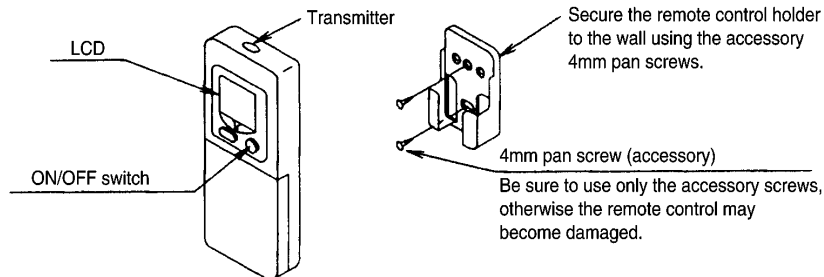 Transmitter
LCD
ON/OFF switch
Secure the remote control holder
to the wall using the accessory
4mm pan screws.
4mm pan screw (accessory)
Be sure to use only the accessory screws,
otherwise the remote control may
become damaged.